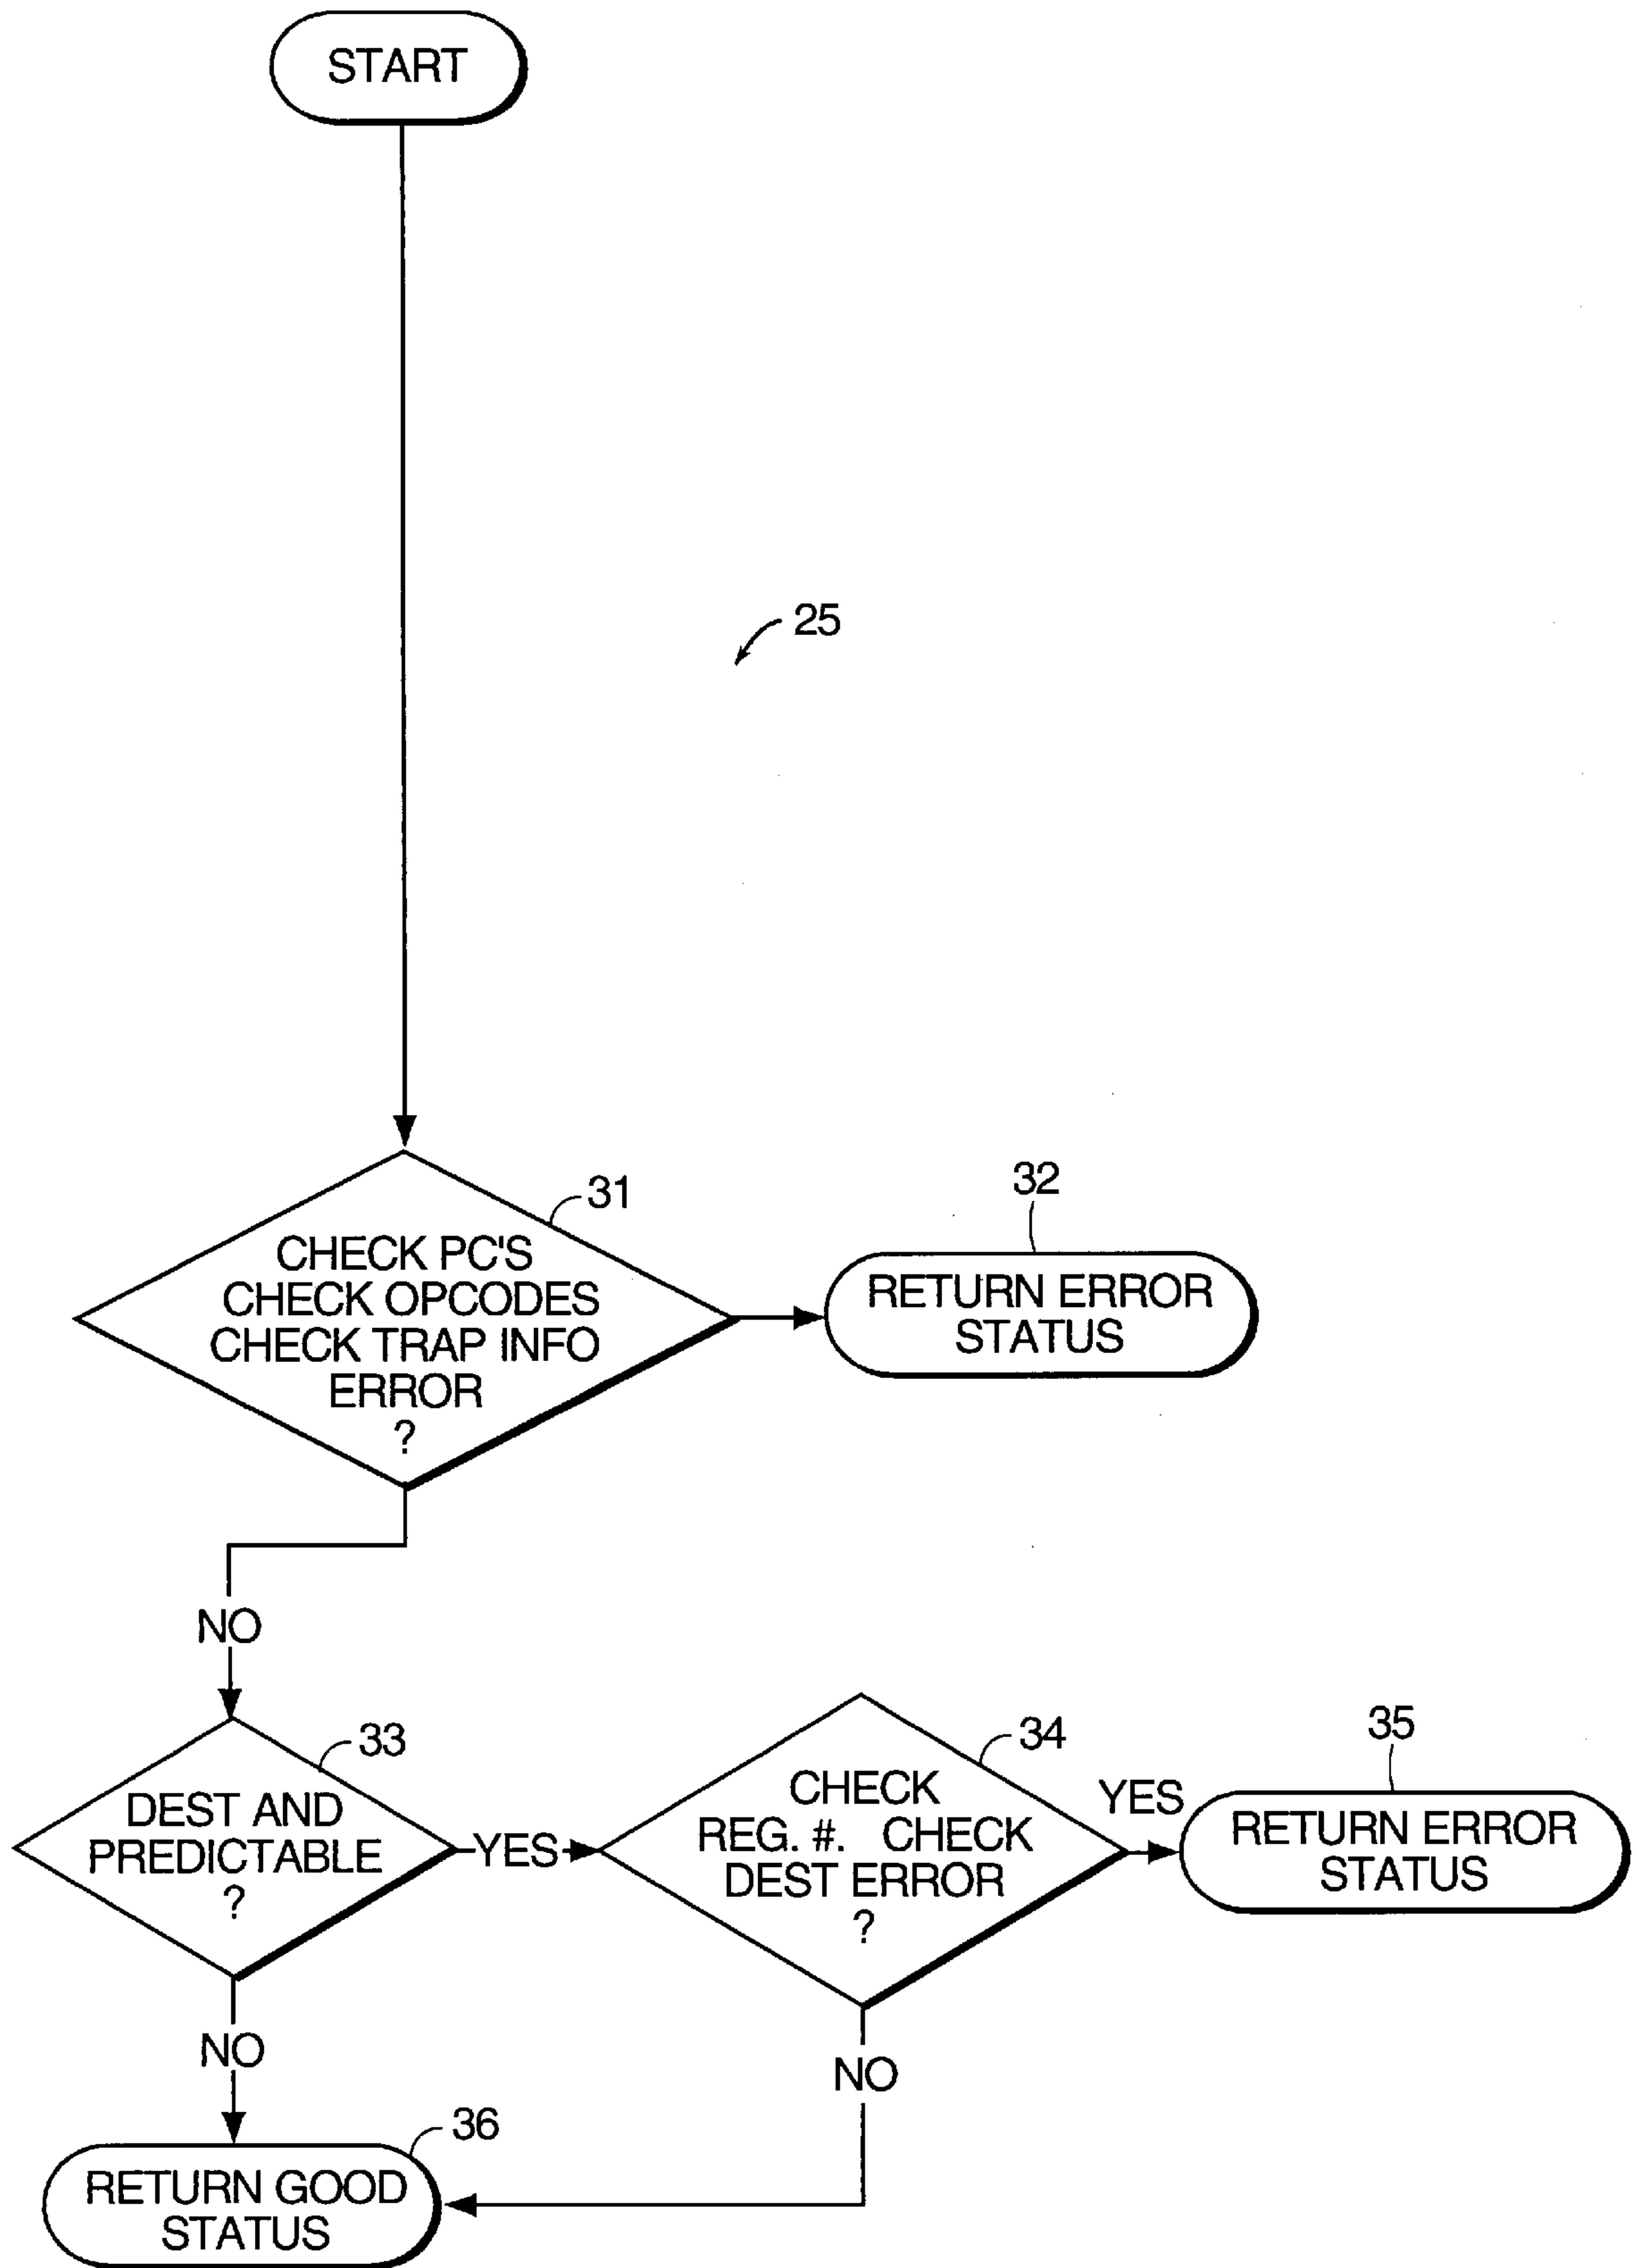 START
25
31
CHECK PC'S
CHECK OPCODES
CHECK TRAP INFO
ERROR
?
32
RETURN ERROR
STATUS
NO
33
DEST AND
PREDICTABLE
?
YES
34
CHECK
REG. #. CHECK
DEST ERROR
?
YES
35
RETURN ERROR
STATUS
NO
NO
36
RETURN GOOD
STATUS